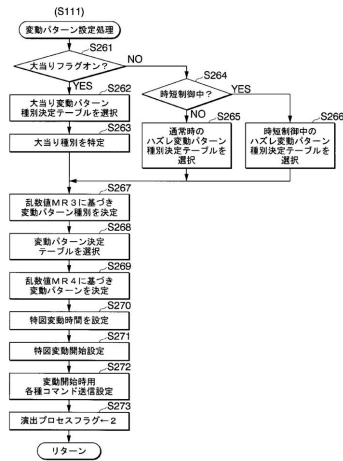 (S111)
変動パターン設定処理
S261
大当りフラグオン？
NO
YES
S262
大当り変動パターン
種別決定テーブルを選択
S263
大当り種別を特定
S264
時短制御中？
YES
NO
S265
通常時の
ハズレ変動パターン
種別決定テーブルを
選択
S266
時短制御中の
ハズレ変動パターン
種別決定テーブルを
選択
S267
乱数値ＭＲ３に基づき
変動パターン種別を決定
S268
変動パターン決定
テーブルを選択
S269
乱数値ＭＲ４に基づき
変動パターンを決定
S270
特図変動時間を設定
S271
特図変動開始設定
S272
変動開始時用
各種コマンド送信設定
S273
演出プロセスフラグ←２
リターン